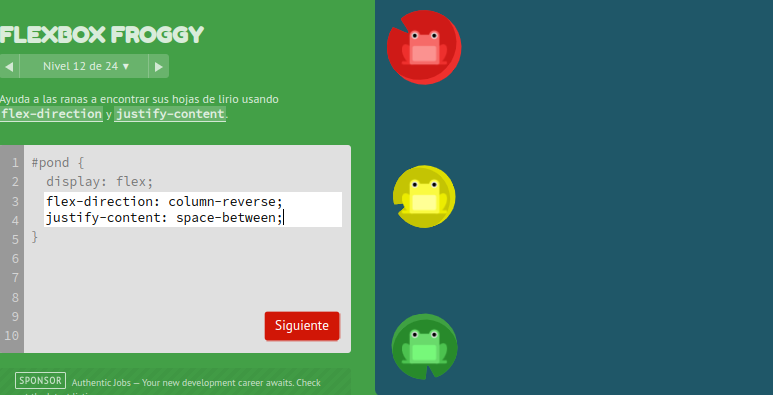 FLEXBOX FROGGY
Nivel 12 de 24 ▼
Ayuda a las ranas a encontrar sus hojas de lirio usando
flex-direction y justify-content.
1 #pond {
2 display: flex;
3 flex-direction: column-reverse;
4 justify-content: space-between;
5 }
6
7
8
9
10
Siguiente
SPONSOR Authentic Jobs — Your new development career awaits. Check